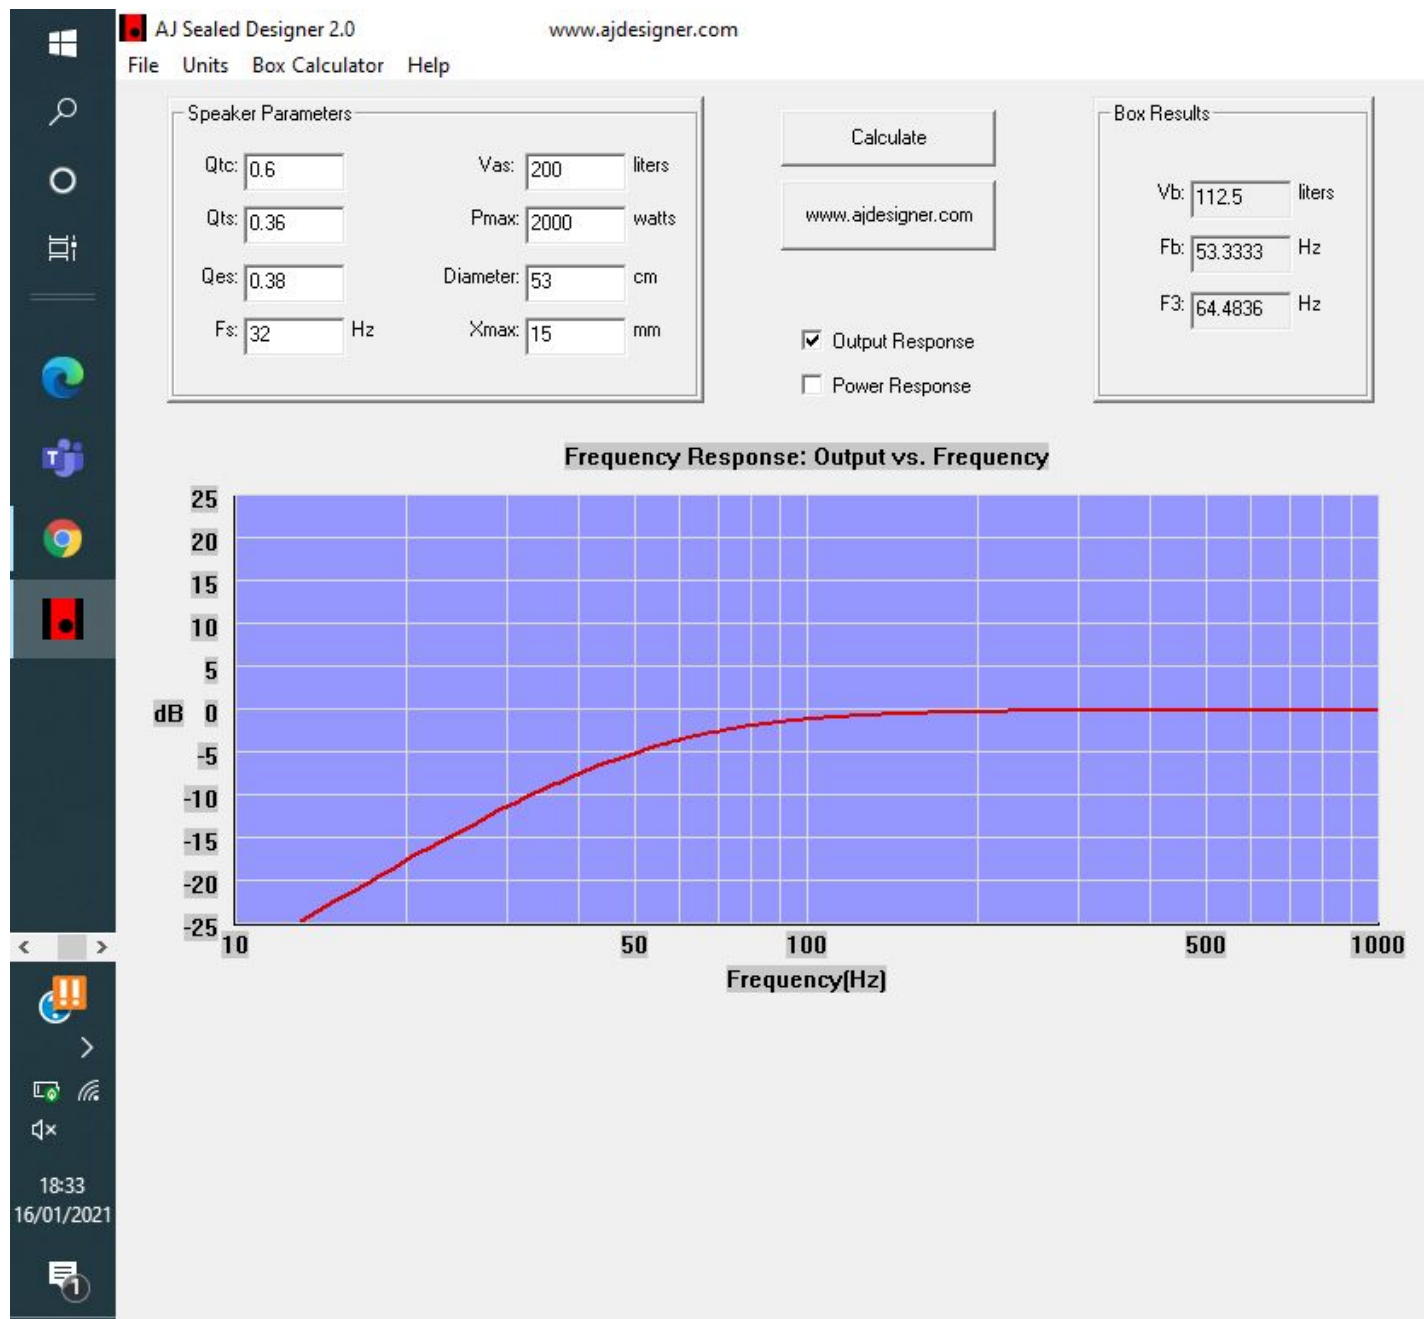 AJ Sealed Designer 2.0 www.ajdesigner.com
File Units Box Calculator Help
Speaker Parameters
Qtc: 0.6
Qts: 0.36
Qes: 0.38
Fs: 32 Hz
Vas: 200 liters
Pmax: 2000 watts
Diameter: 53 cm
Xmax: 15 mm
Calculate
www.ajdesigner.com
Output Response
Power Response
Box Results
Vb: 112.5 liters
Fb: 53.3333 Hz
F3: 64.4836 Hz
Frequency Response: Output vs. Frequency
25
20
15
10
5
dB 0
-5
-10
-15
-20
-25
10 50 100 500 1000
Frequency(Hz)
T
18:33
16/01/2021
1